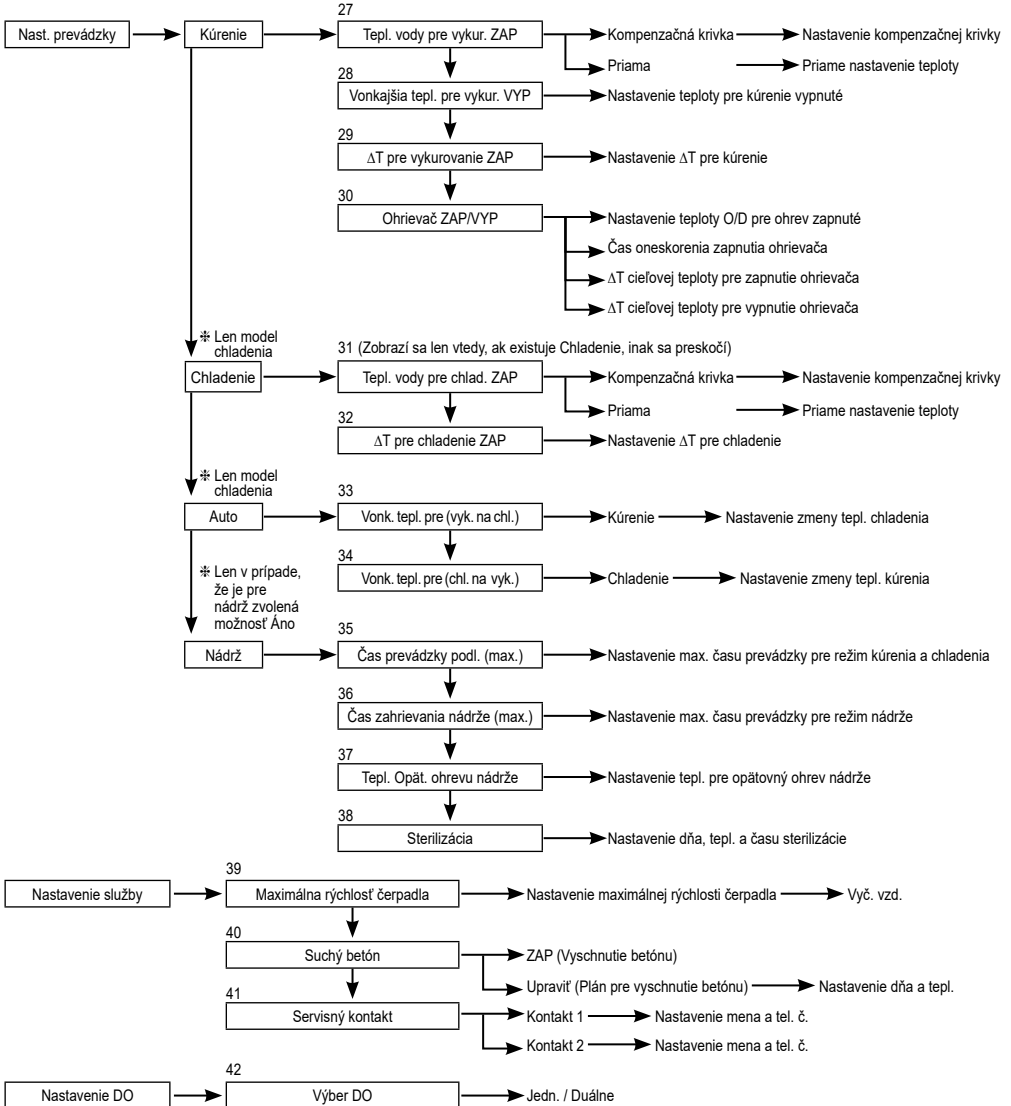 27
Nast. prevádzky
Kúrenie
Tepl. vody pre vykur. ZAP
Kompenzačná krivka
Nastavenie kompenzačnej krivky
Priama
Priame nastavenie teploty
28
Vonkajšia tepl. pre vykur. VYP
Nastavenie teploty pre kúrenie vypnuté
29
ΔT pre vykurovanie ZAP
Nastavenie ΔT pre kúrenie
30
Ohrievač ZAP/VYP
Nastavenie teploty O/D pre ohrev zapnuté
Čas oneskorenia zapnutia ohrievača
ΔT cieľovej teploty pre zapnutie ohrievača
ΔT cieľovej teploty pre vypnutie ohrievača
⁜ Len model
chladenia
31 (Zobrazí sa len vtedy, ak existuje Chladenie, inak sa preskočí)
Chladenie
Tepl. vody pre chlad. ZAP
Kompenzačná krivka
Nastavenie kompenzačnej krivky
Priama
Priame nastavenie teploty
32
ΔT pre chladenie ZAP
Nastavenie ΔT pre chladenie
⁜ Len model
chladenia
33
Auto
Vonk. tepl. pre (vyk. na chl.)
Kúrenie
Nastavenie zmeny tepl. chladenia
34
Vonk. tepl. pre (chl. na vyk.)
Chladenie
Nastavenie zmeny tepl. kúrenia
⁜ Len v prípade,
že je pre
nádrž zvolená
možnosť Áno
35
Nádrž
Čas prevádzky podl. (max.)
Nastavenie max. času prevádzky pre režim kúrenia a chladenia
36
Čas zahrievania nádrže (max.)
Nastavenie max. času prevádzky pre režim nádrže
37
Tepl. Opät. ohrevu nádrže
Nastavenie tepl. pre opätovný ohrev nádrže
38
Sterilizácia
Nastavenie dňa, tepl. a času sterilizácie
39
Nastavenie služby
Maximálna rýchlosť čerpadla
Nastavenie maximálnej rýchlosti čerpadla
Vyč. vzd.
40
Suchý betón
ZAP (Vyschnutie betónu)
Upraviť (Plán pre vyschnutie betónu)
Nastavenie dňa a tepl.
41
Servisný kontakt
Kontakt 1
Nastavenie mena a tel. č.
Kontakt 2
Nastavenie mena a tel. č.
42
Nastavenie DO
Výber DO
Jedn. / Duálne